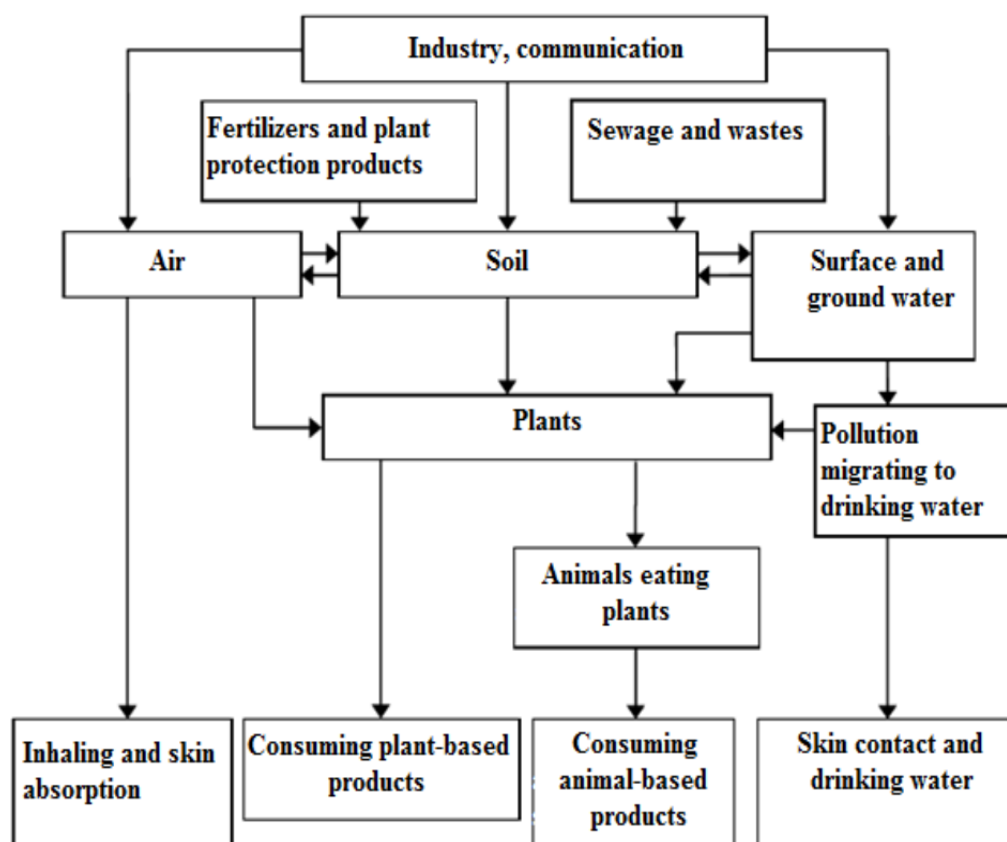 Industry, communication
Fertilizers and plant
protection products
Sewage and wastes
Air
Soil
Surface and
ground water
Plants
Pollution
migrating to
drinking water
Animals eating
plants
Inhaling and skin
absorption
Consuming plant-based
products
Consuming
animal-based
products
Skin contact and
drinking water